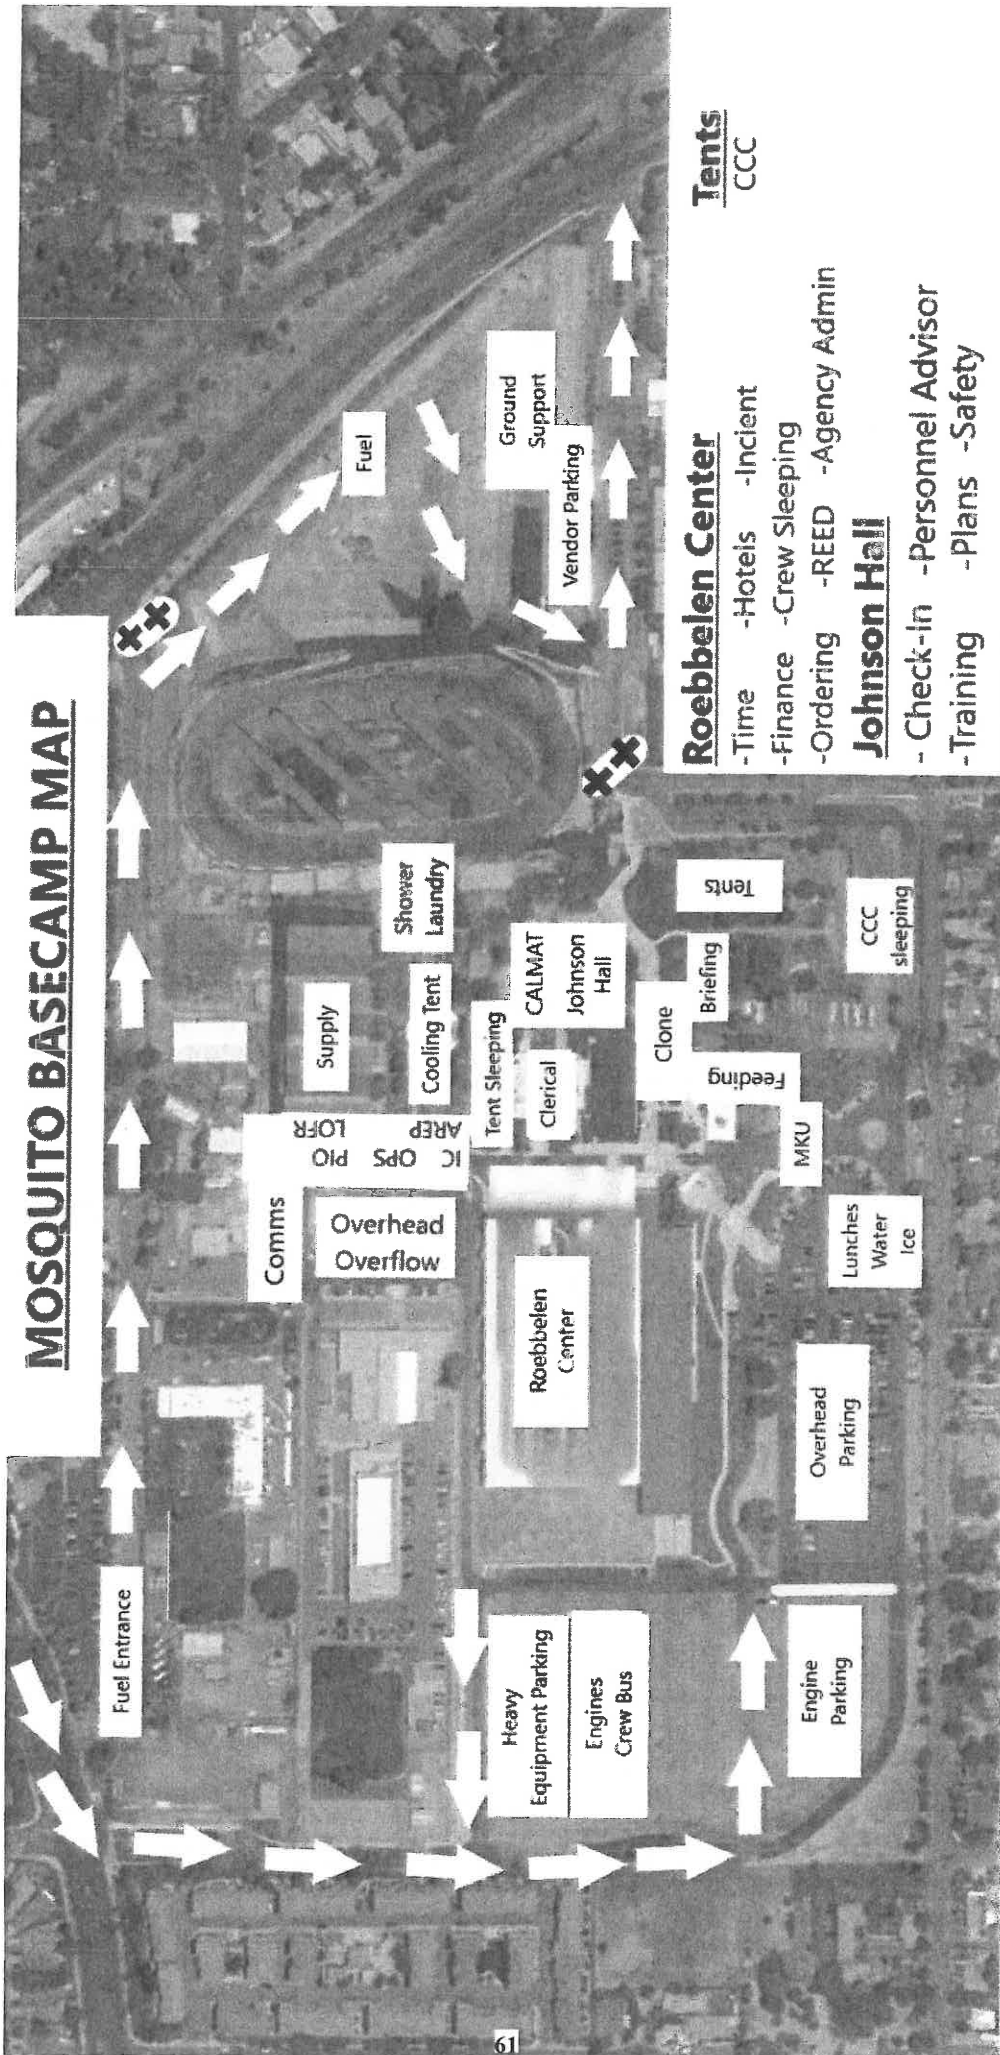 MOSQUITO BASECAMP MAP
Fuel Entrance
Fuel
Ground
Support
Vendor Parking
Supply
Shower
Laundry
Cooling Tent
Comms
PIO LOFR
OPS
IC AREP
Overhead
Overflow
Tent Sleeping
Clerical
CALMAT
Johnson
Hall
Roebbelen
Center
Clone
Briefing
Tents
Feeding
MKU
CCC
sleeping
Lunches
Water
Ice
Overhead
Parking
Heavy
Equipment Parking
Engines
Crew Bus
Engine
Parking
Roebbelen Center
-Time -Hotels -Incient
-Finance -Crew Sleeping
-Ordering -REED -Agency Admin
Johnson Hall
- Check-in -Personnel Advisor
-Training -Plans -Safety
Tents
CCC
61